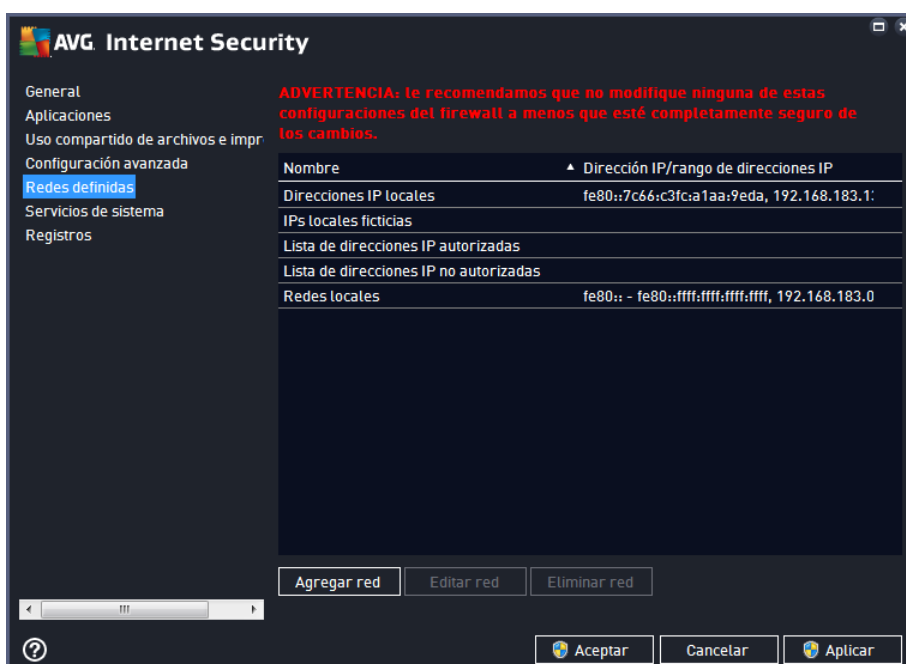 AVG. Internet Security
General
Aplicaciones
Uso compartido de archivos e impr
Configuración avanzada
Redes definidas
Servicios de sistema
Registros
ADVERTENCIA: le recomendamos que no modifique ninguna de estas
configuraciones del firewall a menos que esté completamente seguro de
los cambios.
Nombre Dirección IP/rango de direcciones IP
Direcciones IP locales fe80::7c66:c3fc:a1aa:9eda, 192.168.183.1
IPs locales ficticias
Lista de direcciones IP autorizadas
Lista de direcciones IP no autorizadas
Redes locales fe80:: - fe80::ffff:ffff:ffff:ffff, 192.168.183.0
Agregar red Editar red Eliminar red
Aceptar Cancelar Aplicar